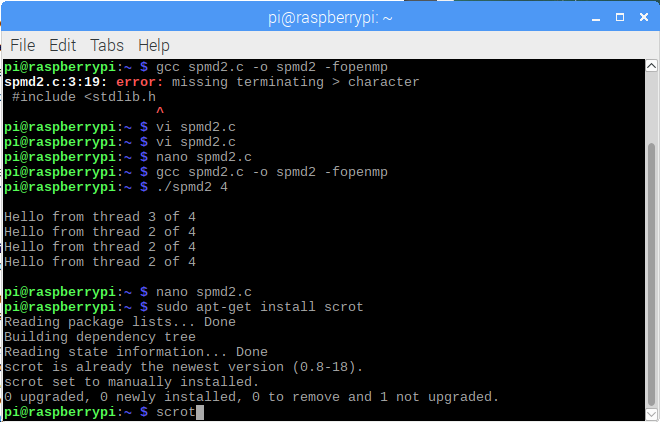 pi@raspberrypi: ~
File Edit Tabs Help
pi@raspberrypi:~ $ gcc spmd2.c -o spmd2 -fopenmp
spmd2.c:3:19: error: missing terminating > character
 #include <stdlib.h
^
pi@raspberrypi:~ $ vi spmd2.c
pi@raspberrypi:~ $ vi spmd2.c
pi@raspberrypi:~ $ nano spmd2.c
pi@raspberrypi:~ $ gcc spmd2.c -o spmd2 -fopenmp
pi@raspberrypi:~ $ ./spmd2 4
Hello from thread 3 of 4
Hello from thread 2 of 4
Hello from thread 2 of 4
Hello from thread 2 of 4
pi@raspberrypi:~ $ nano spmd2.c
pi@raspberrypi:~ $ sudo apt-get install scrot
Reading package lists... Done
Building dependency tree
Reading state information... Done
scrot is already the newest version (0.8-18).
scrot set to manually installed.
0 upgraded, 0 newly installed, 0 to remove and 1 not upgraded.
pi@raspberrypi:~ $ scrot